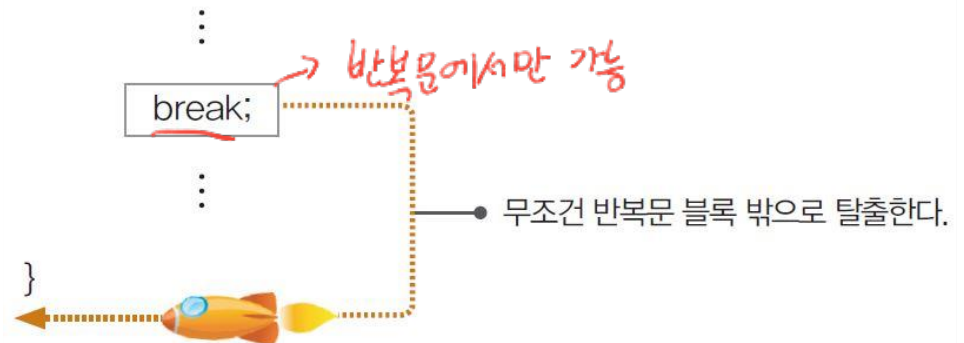 ⋮
반복문에서만 가능
break;
⋮
무조건 반복문 블록 밖으로 탈출한다.
}